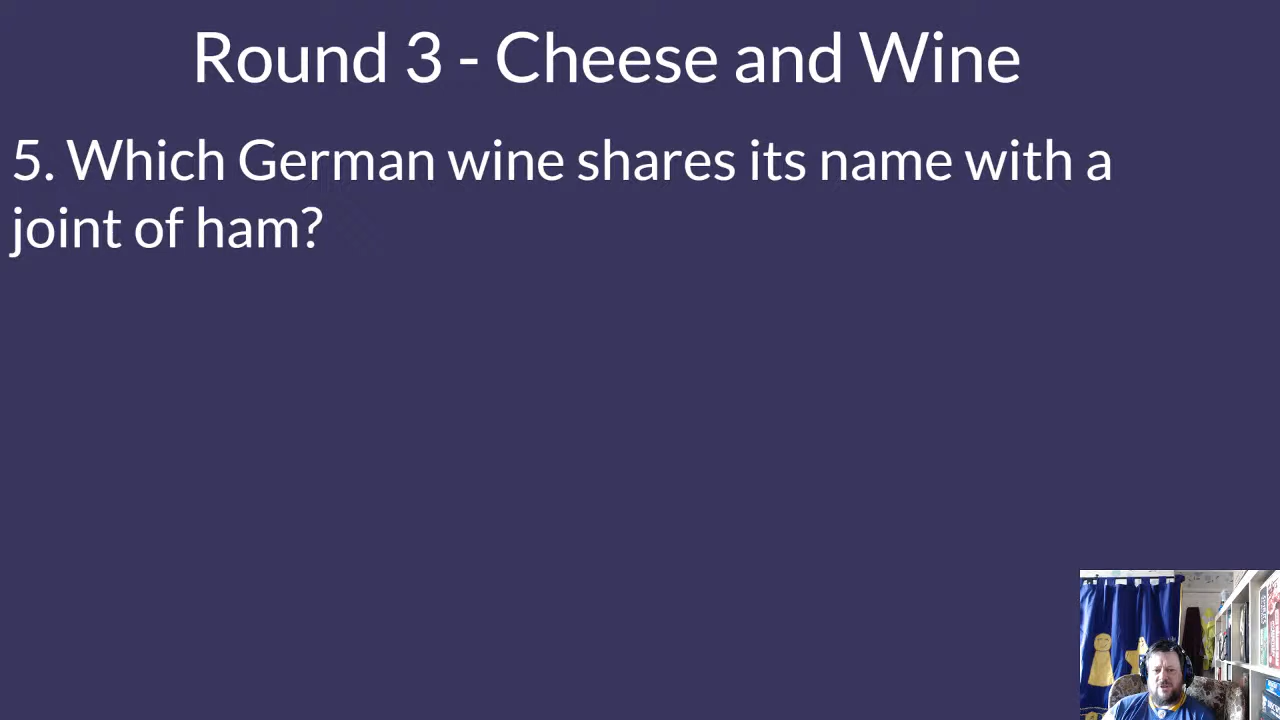 Round 3 - Cheese and Wine
5. Which German wine shares its name with a
joint of ham?